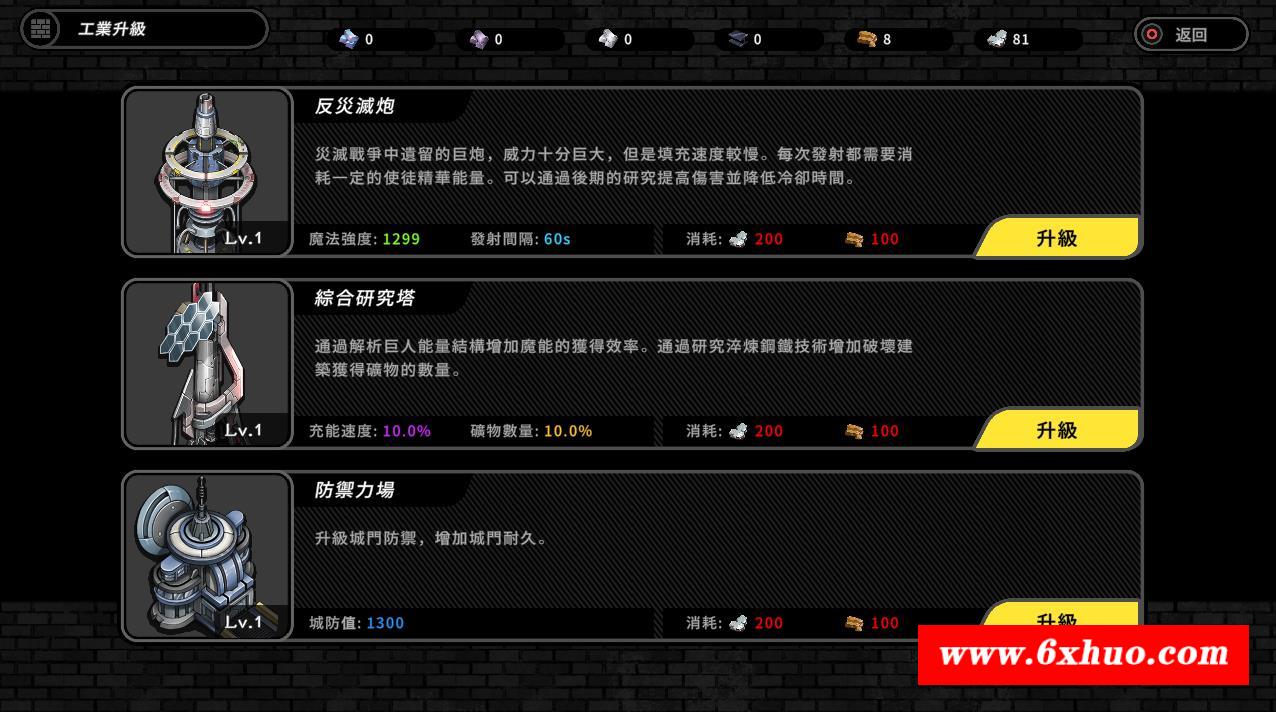 工業升級
0
0
0
0
8
81
返回
反災滅炮
災滅戰爭中遺留的巨炮，威力十分巨大，但是填充速度較慢。每次發射都需要消
耗一定的使徒精華能量。可以通過後期的研究提高傷害並降低冷卻時間。
Lv.1
魔法強度: 1299
發射間隔: 60s
消耗: 200
100
升級
綜合研究塔
通過解析巨人能量結構增加魔能的獲得效率。通過研究淬煉鋼鐵技術增加破壞建
築獲得礦物的數量。
Lv.1
充能速度: 10.0%
礦物數量: 10.0%
消耗: 200
100
升級
防禦力場
升級城門防禦，增加城門耐久。
Lv.1
城防值: 1300
消耗: 200
100
升級
www.6xhuo.com